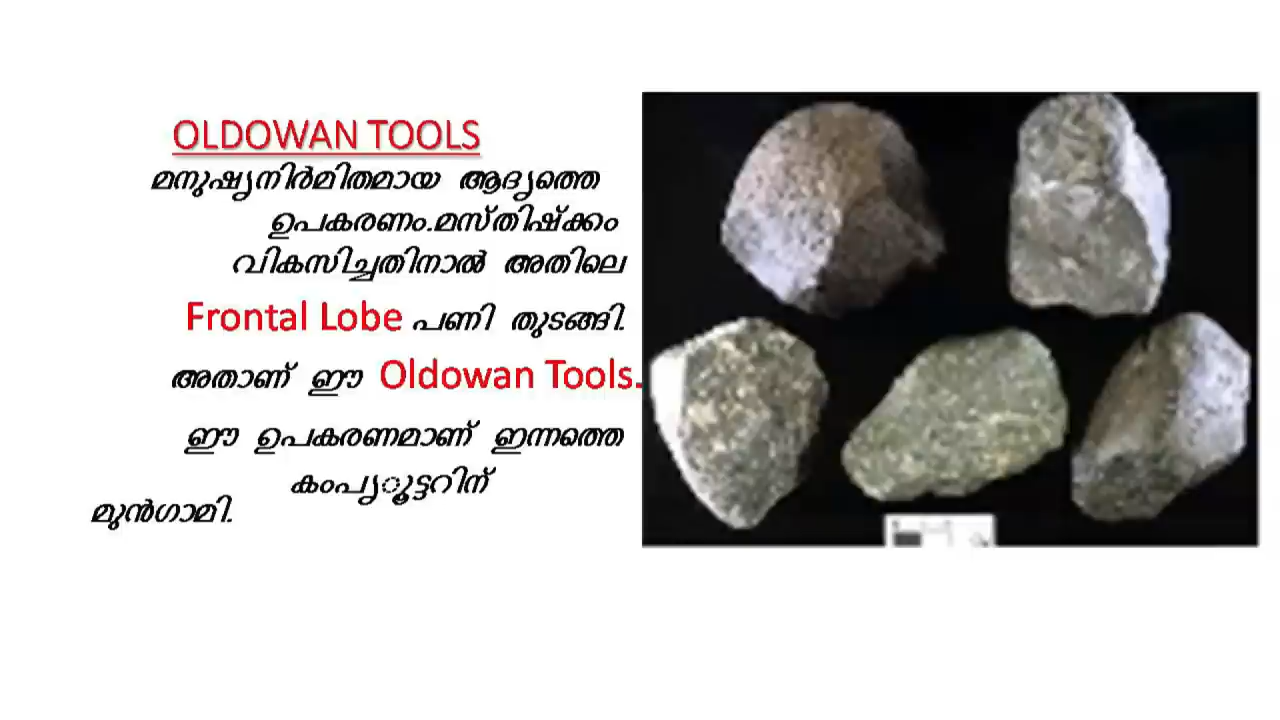 OLDOWAN TOOLS
മനുഷ്യനിർമിതമായ ആദ്യത്തെ
ഉപകരണം.മസ്തിഷ്ക്കം
വികസിച്ചതിനാൽ അതിലെ
Frontal Lobe പണി തുടങ്ങി.
അതാണ് ഈ Oldowan Tools.
ഈ ഉപകരണമാണ് ഇന്നത്തെ
കംപ്യൂട്ടറിന്
മുൻഗാമി.